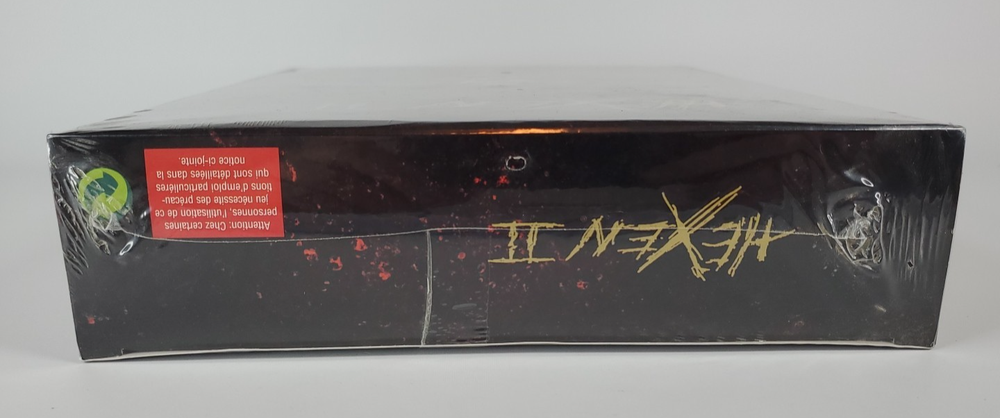 HEXEN II
Attention: Chez certaines
personnes, l'utilisation de ce
jeu nécessite des précau-
tions d'emploi particulières
qui sont détaillées dans la
notice ci-jointe.